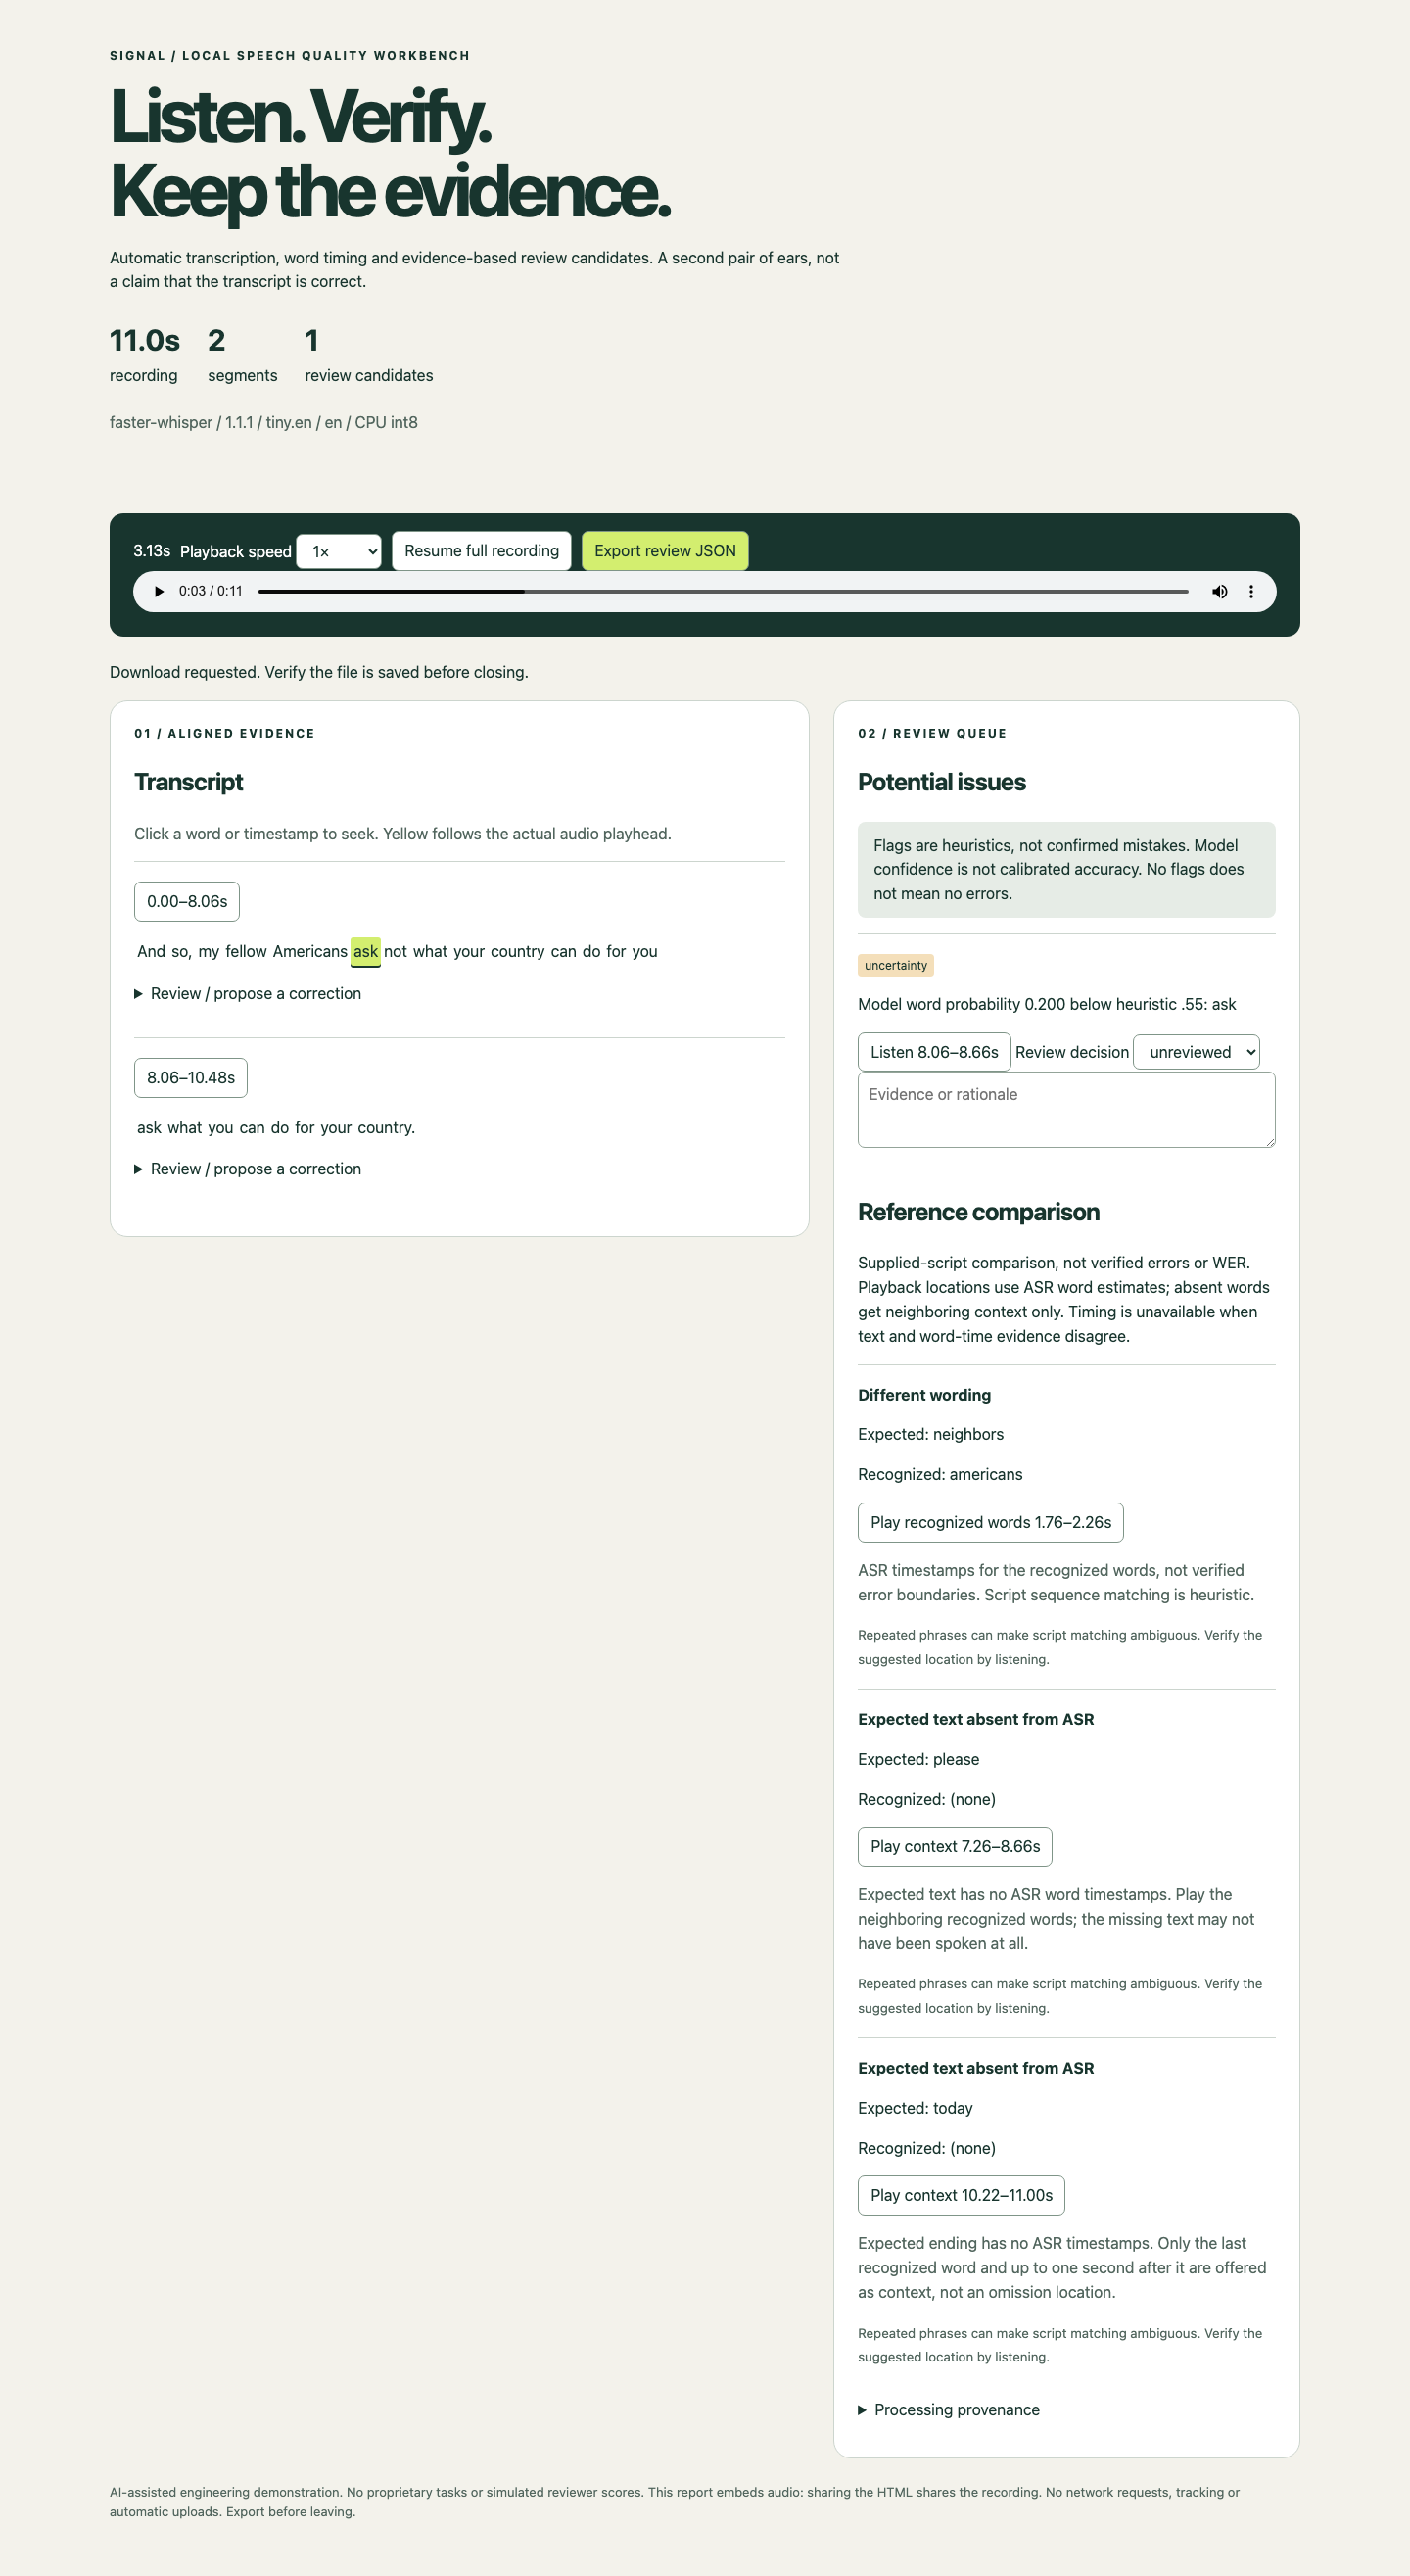 SIGNAL / LOCAL SPEECH QUALITY WORKBENCH
Listen. Verify.
Keep the evidence.
Automatic transcription, word timing and evidence-based review candidates. A second pair of ears, not
a claim that the transcript is correct.
11.0s 2 1
recording segments review candidates
faster-whisper / 1.1.1 / tiny.en / en / CPU int8
3.13s Playback speed 1× Resume full recording Export review JSON
0:03 / 0:11
Download requested. Verify the file is saved before closing.
01 / ALIGNED EVIDENCE
Transcript
Click a word or timestamp to seek. Yellow follows the actual audio playhead.
0.00–8.06s
And so, my fellow Americans ask not what your country can do for you
Review / propose a correction
8.06–10.48s
ask what you can do for your country.
Review / propose a correction
02 / REVIEW QUEUE
Potential issues
Flags are heuristics, not confirmed mistakes. Model
confidence is not calibrated accuracy. No flags does
not mean no errors.
uncertainty
Model word probability 0.200 below heuristic .55: ask
Listen 8.06–8.66s Review decision unreviewed
Evidence or rationale
Reference comparison
Supplied-script comparison, not verified errors or WER.
Playback locations use ASR word estimates; absent words
get neighboring context only. Timing is unavailable when
text and word-time evidence disagree.
Different wording
Expected: neighbors
Recognized: americans
Play recognized words 1.76–2.26s
ASR timestamps for the recognized words, not verified
error boundaries. Script sequence matching is heuristic.
Repeated phrases can make script matching ambiguous. Verify the
suggested location by listening.
Expected text absent from ASR
Expected: please
Recognized: (none)
Play context 7.26–8.66s
Expected text has no ASR word timestamps. Play the
neighboring recognized words; the missing text may not
have been spoken at all.
Repeated phrases can make script matching ambiguous. Verify the
suggested location by listening.
Expected text absent from ASR
Expected: today
Recognized: (none)
Play context 10.22–11.00s
Expected ending has no ASR timestamps. Only the last
recognized word and up to one second after it are offered
as context, not an omission location.
Repeated phrases can make script matching ambiguous. Verify the
suggested location by listening.
Processing provenance
AI-assisted engineering demonstration. No proprietary tasks or simulated reviewer scores. This report embeds audio: sharing the HTML shares the recording. No network requests, tracking or
automatic uploads. Export before leaving.